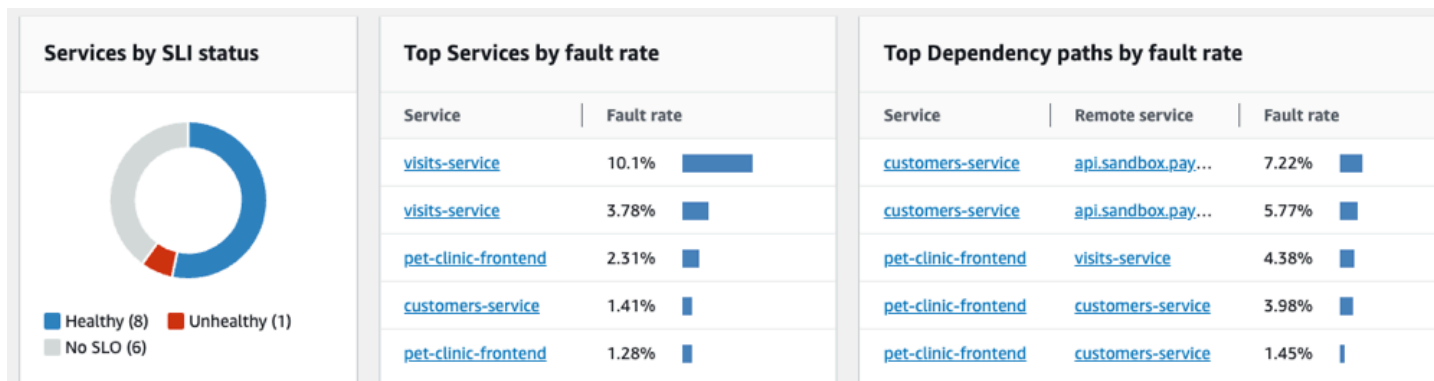 Services by SLI status
Healthy (8) Unhealthy (1)
No SLO (6)
Top Services by fault rate
Service Fault rate
visits-service 10.1%
visits-service 3.78%
pet-clinic-frontend 2.31%
customers-service 1.41%
pet-clinic-frontend 1.28%
Top Dependency paths by fault rate
Service Remote service Fault rate
customers-service api.sandbox.pay... 7.22%
customers-service api.sandbox.pay... 5.77%
pet-clinic-frontend visits-service 4.38%
pet-clinic-frontend customers-service 3.98%
pet-clinic-frontend customers-service 1.45%